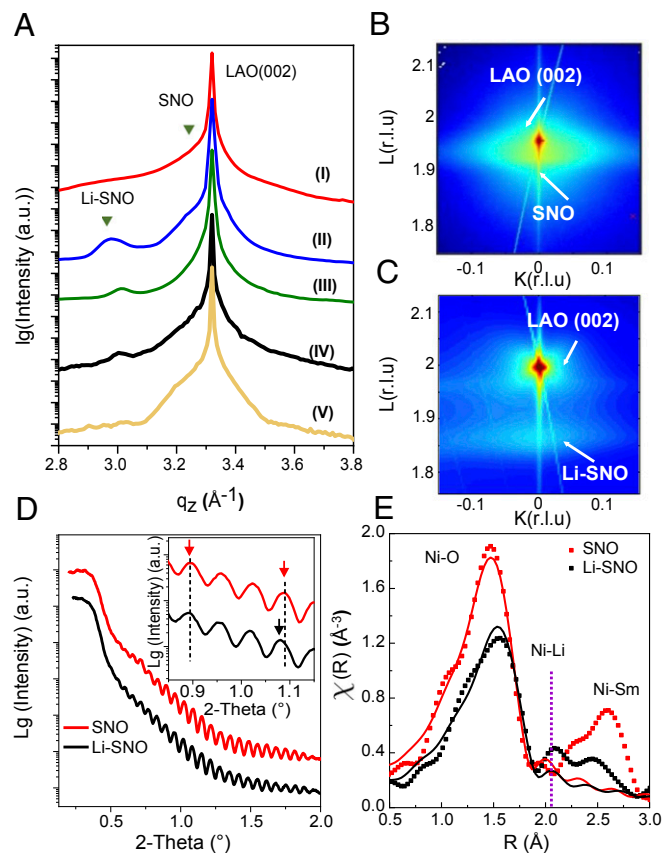 A
lg(Intensity (a.u.))
LAO(002)
SNO
Li-SNO
(I)
(II)
(III)
(IV)
(V)
2.8 3.0 3.2 3.4 3.6 3.8
qz (Å-1)
B
L(r.l.u)
2.1
2
1.9
1.8
LAO (002)
SNO
-0.1 0 0.1
K(r.l.u)
C
L(r.l.u)
2.1
2
1.9
1.8
LAO (002)
Li-SNO
-0.1 0 0.1
K(r.l.u)
D
Lg (Intensity) (a.u.)
SNO
Li-SNO
0.5 1.0 1.5 2.0
2-Theta (°)
Lg (Intensity) (a.u.)
0.9 1.0 1.1
2-Theta (°)
E
χ(R) (Å-3)
2.0
1.6
1.2
0.8
0.4
0.0
SNO
Li-SNO
Ni-O
Ni-Li
Ni-Sm
0.5 1.0 1.5 2.0 2.5 3.0
R (Å)